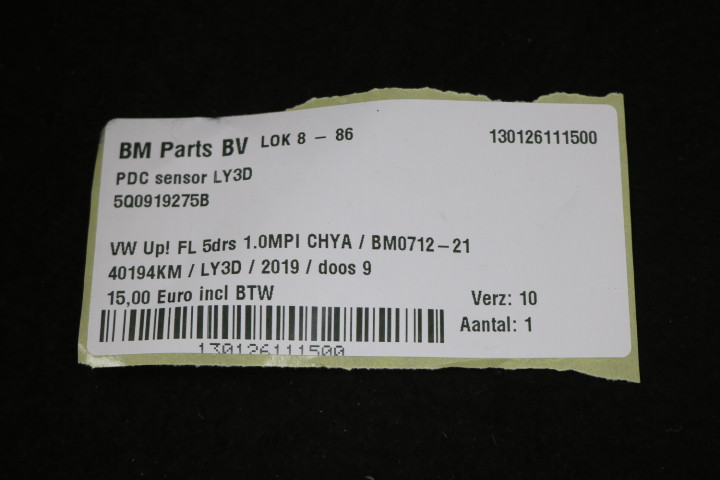 BM Parts BV LOK 8 - 86 130126111500
PDC sensor LY3D
5Q0919275B
VW Up! FL 5drs 1.0MPI CHYA / BM0712-21
40194KM / LY3D / 2019 / doos 9
15,00 Euro incl BTW Verz: 10
Aantal: 1
130126111500